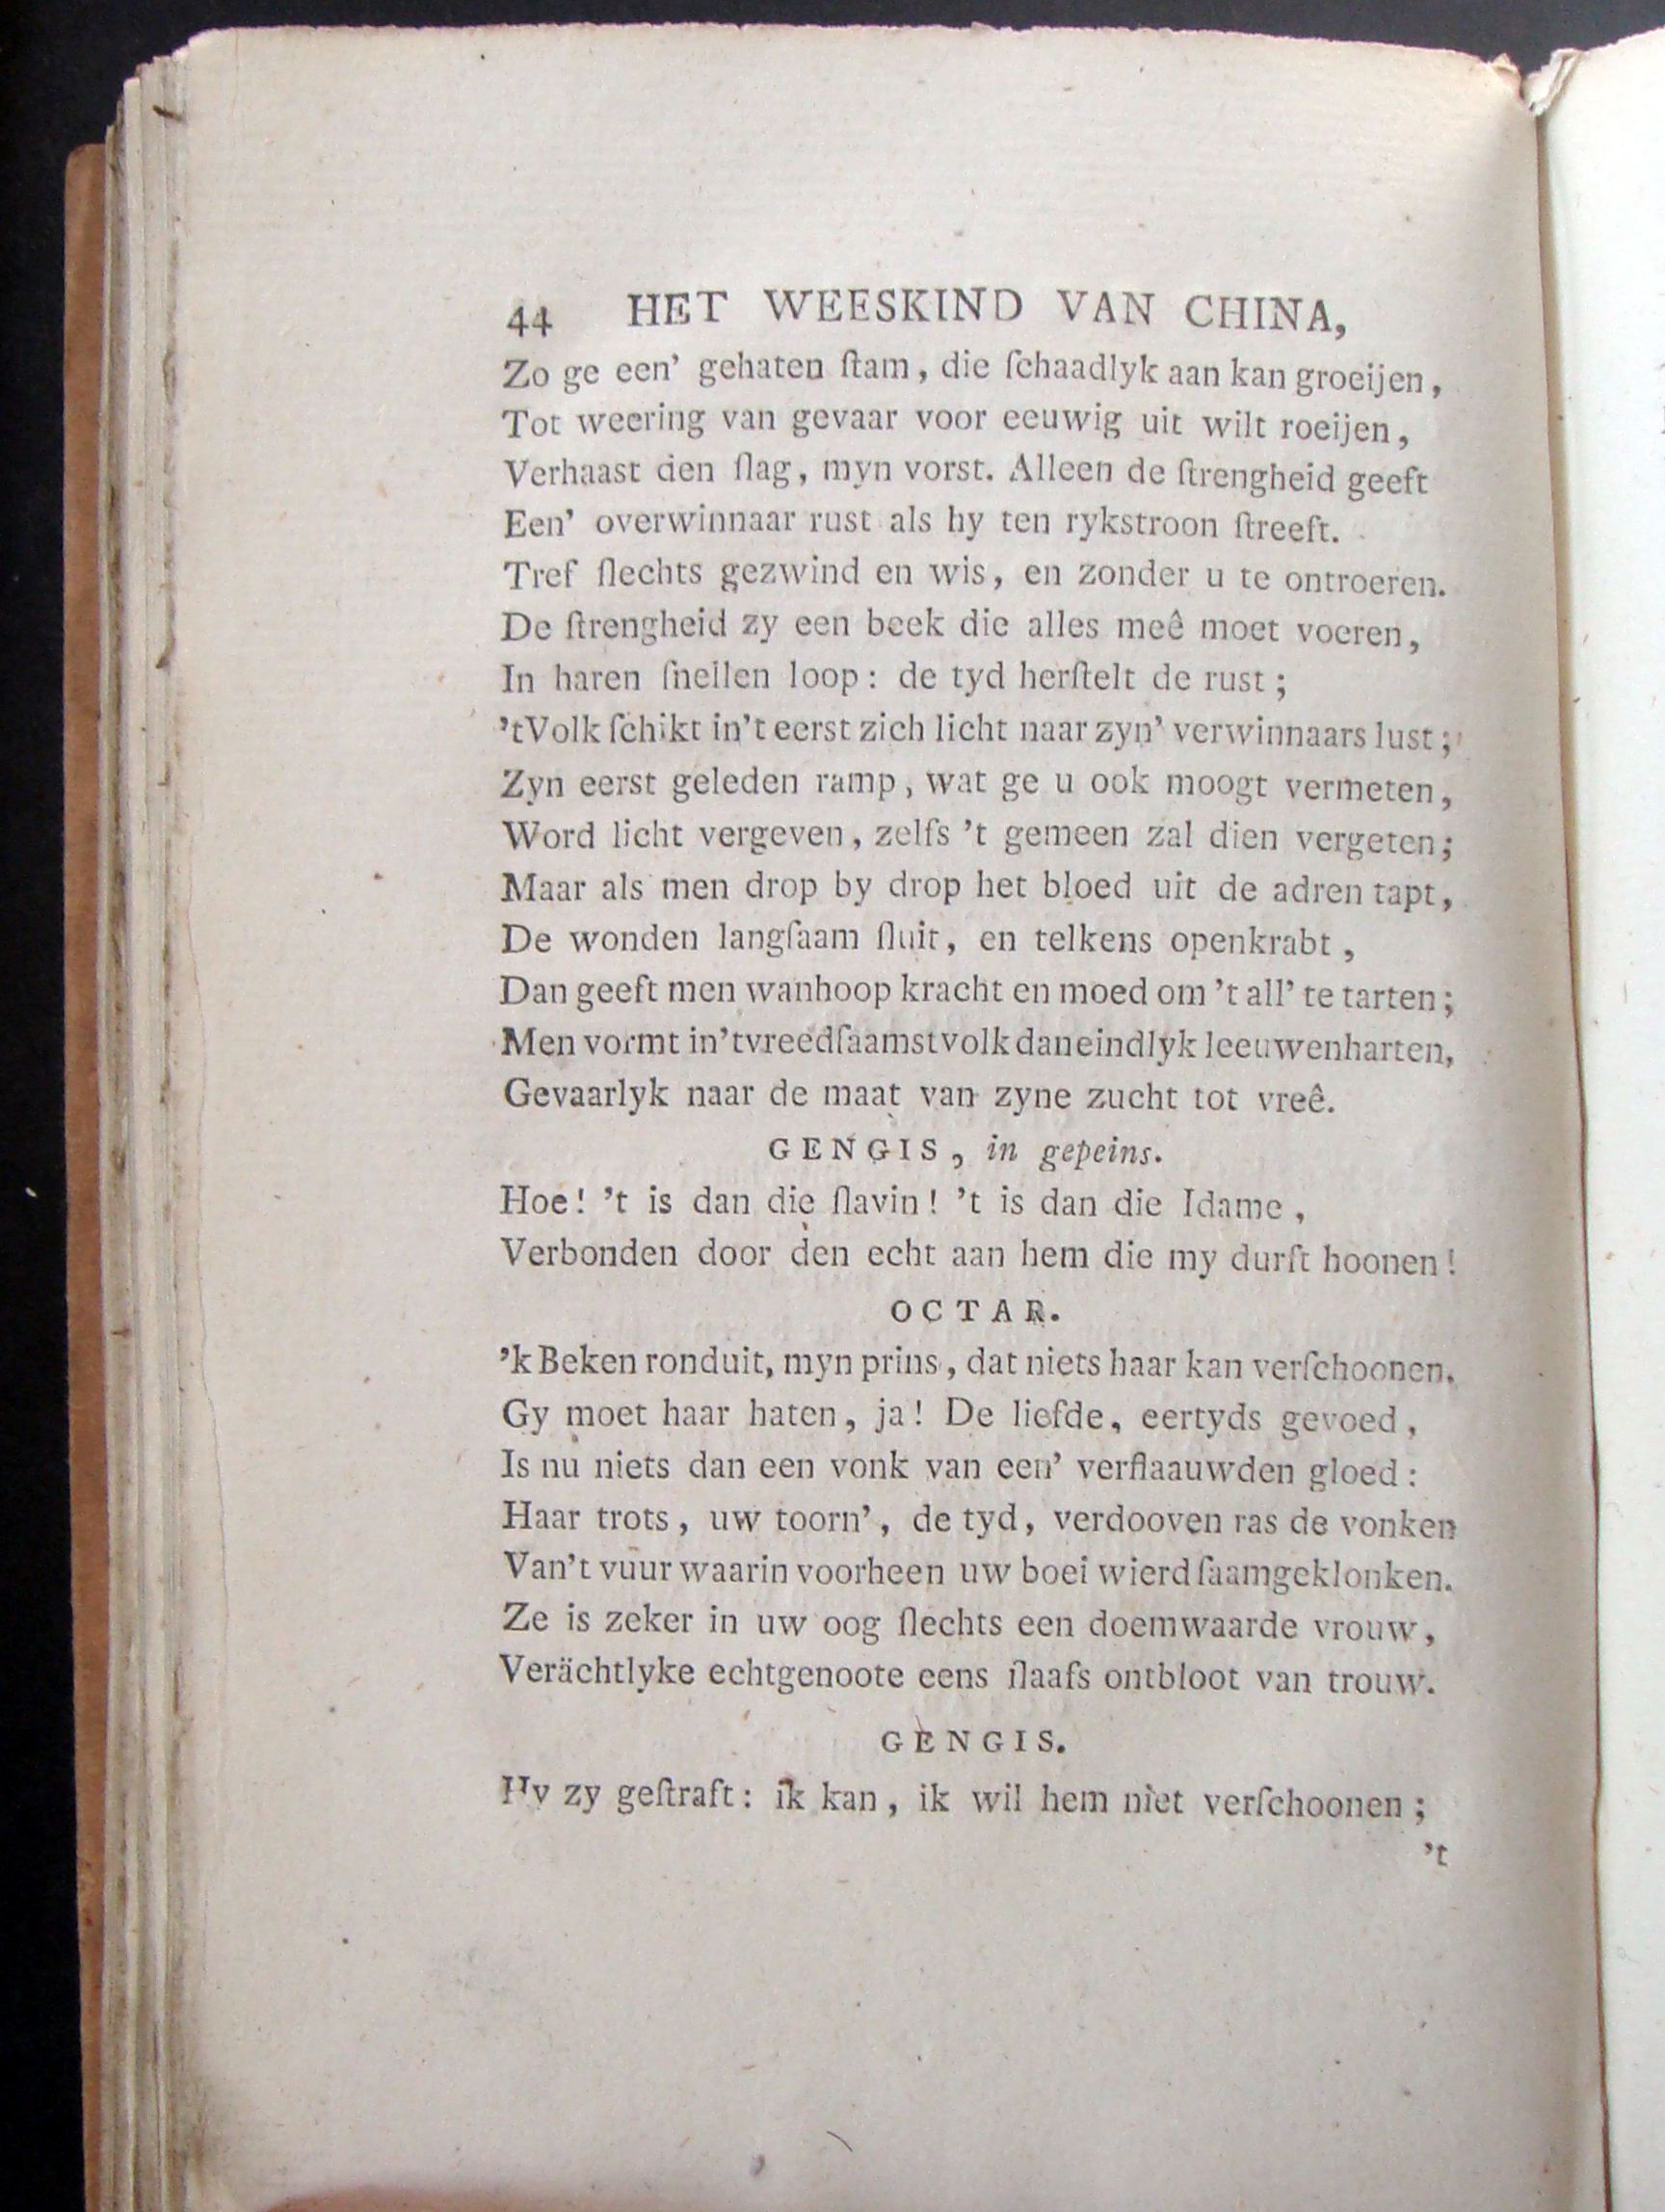 44 HET WEESKIND VAN CHINA,
Zo ge een' gehaten ſtam, die ſchaadlyk aan kan groeijen,
Tot weering van gevaar voor eeuwig uit wilt roeijen,
Verhaast den ſlag, myn vorst. Alleen de ſtrengheid geeft
Een' overwinnaar rust als hy ten rykstroon ſtreeft.
Tref ſlechts gezwind en wis, en zonder u te ontroeren.
De ſtrengheid zy een beek die alles meê moet voeren,
In haren ſnellen loop: de tyd herſtelt de rust;
't Volk ſchikt in 't eerst zich licht naar zyn' verwinnaars lust;
Zyn eerst geleden ramp, wat ge u ook moogt vermeten,
Word licht vergeven, zelfs 't gemeen zal dien vergeten;
Maar als men drop by drop het bloed uit de adren tapt,
De wonden langſaam ſluit, en telkens openkrabt,
Dan geeft men wanhoop kracht en moed om 't all' te tarten;
Men vormt in 't vreedſaamst volk dan eindlyk leeuwenharten,
Gevaarlyk naar de maat van zyne zucht tot vreê.
GENGIS, in gepeins.
Hoe! 't is dan die ſlavin! 't is dan die Idame,
Verbonden door den echt aan hem die my durſt hoonen!
OCTAR.
'k Beken ronduit, myn prins, dat niets haar kan verſchoonen.
Gy moet haar haten, ja! De liefde, eertyds gevoed,
Is nu niets dan een vonk van een' verflaauwden gloed:
Haar trots, uw toorn', de tyd, verdooven ras de vonken
Van 't vuur waarin voorheen uw boei wierd ſaamgeklonken.
Ze is zeker in uw oog ſlechts een doemwaarde vrouw,
Verächtlyke echtgenoote eens ſlaafs ontbloot van trouw.
GENGIS.
Hy zy geſtraft: ik kan, ik wil hem niet verſchoonen;
't